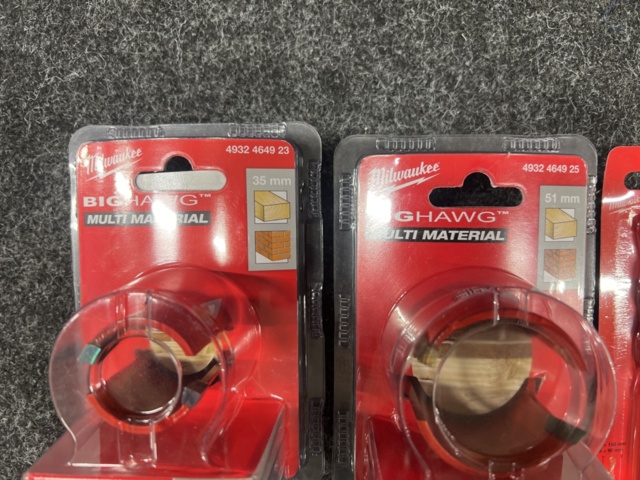 Milwaukee
4932 4649 23
35 mm
BIGHAWG™
MULTI MATERIAL
Milwaukee
4932 4649 25
51 mm
BIGHAWG™
MULTI MATERIAL